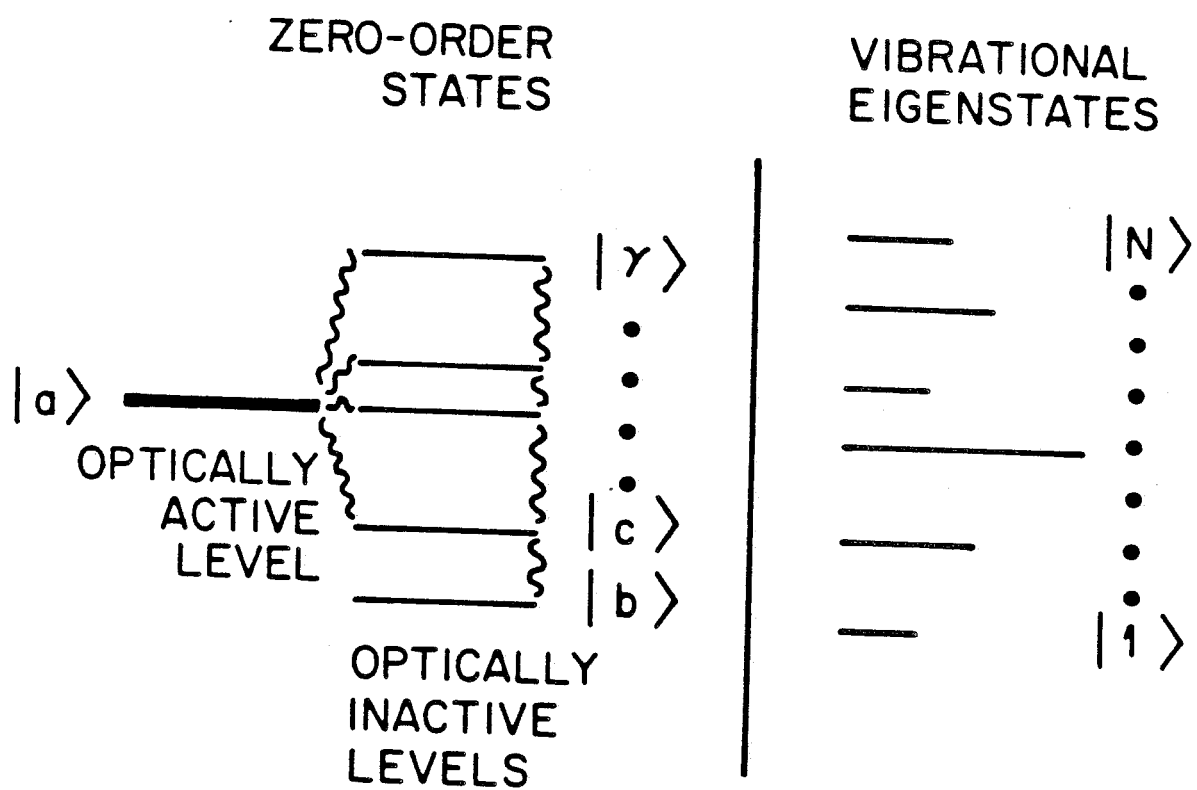 ZERO-ORDER
STATES
VIBRATIONAL
EIGENSTATES
|γ⟩
|a⟩
OPTICALLY
ACTIVE
LEVEL
|c⟩
|b⟩
OPTICALLY
INACTIVE
LEVELS
|N⟩
|1⟩